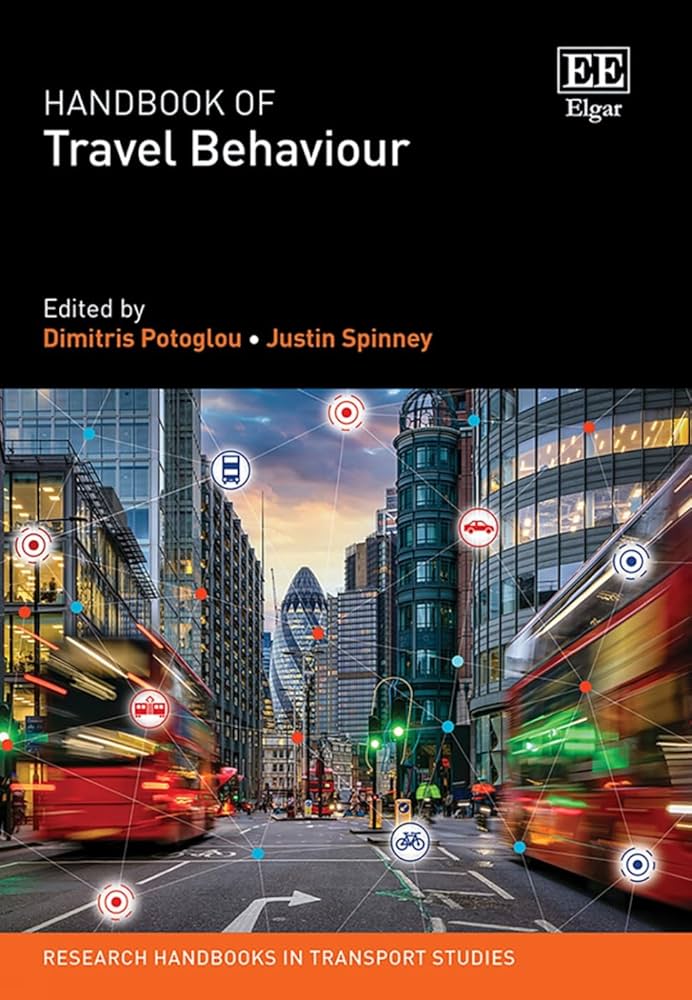 EE
Elgar
HANDBOOK OF
Travel Behaviour
Edited by
Dimitris Potoglou • Justin Spinney
RESEARCH HANDBOOKS IN TRANSPORT STUDIES